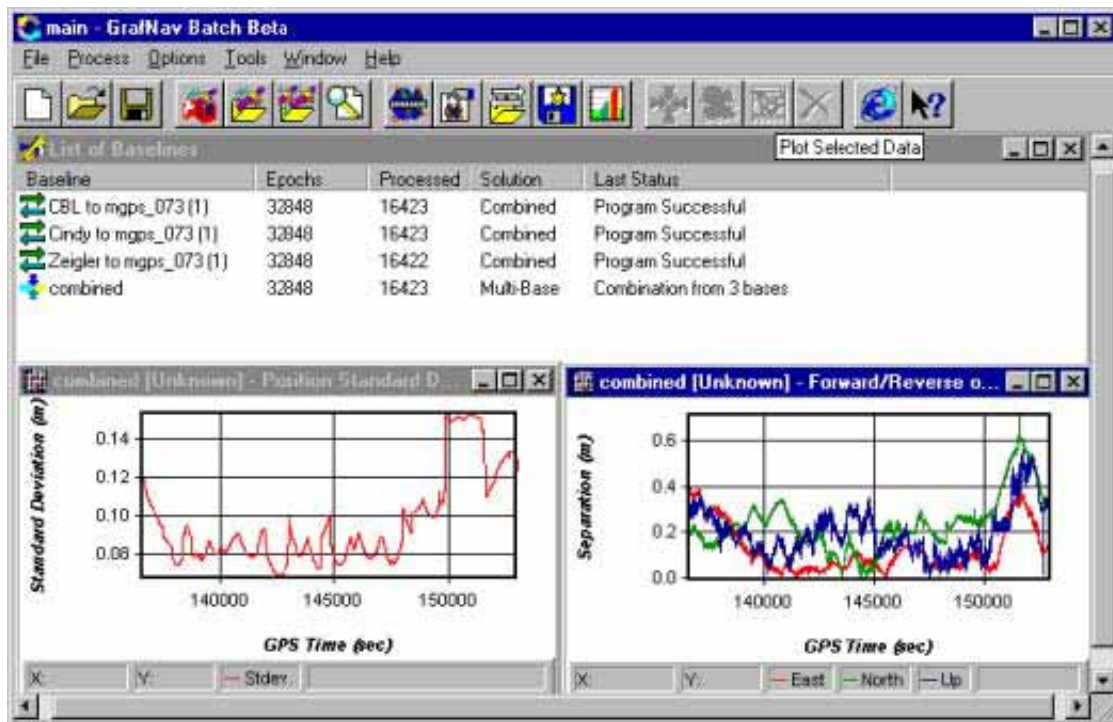 main - GrafNav Batch Beta
File Process Options Tools Window Help
Plot Selected Data
List of Baselines
Baseline Epochs Processed Solution Last Status
CBL to mgps_073 (1) 32848 16423 Combined Program Successful
Cindy to mgps_073 (1) 32848 16423 Combined Program Successful
Zeigler to mgps_073 (1) 32848 16422 Combined Program Successful
combined 32848 16423 Multi-Base Combination from 3 bases
combined [Unknown] - Position Standard D...
Standard Deviation (m)
0.14
0.12
0.10
0.08
140000 145000 150000
GPS Time (sec)
X: Y: Stdev.
combined [Unknown] - Forward/Reverse o...
Separation (m)
0.6
0.4
0.2
0.0
140000 145000 150000
GPS Time (sec)
X: Y: East North Up